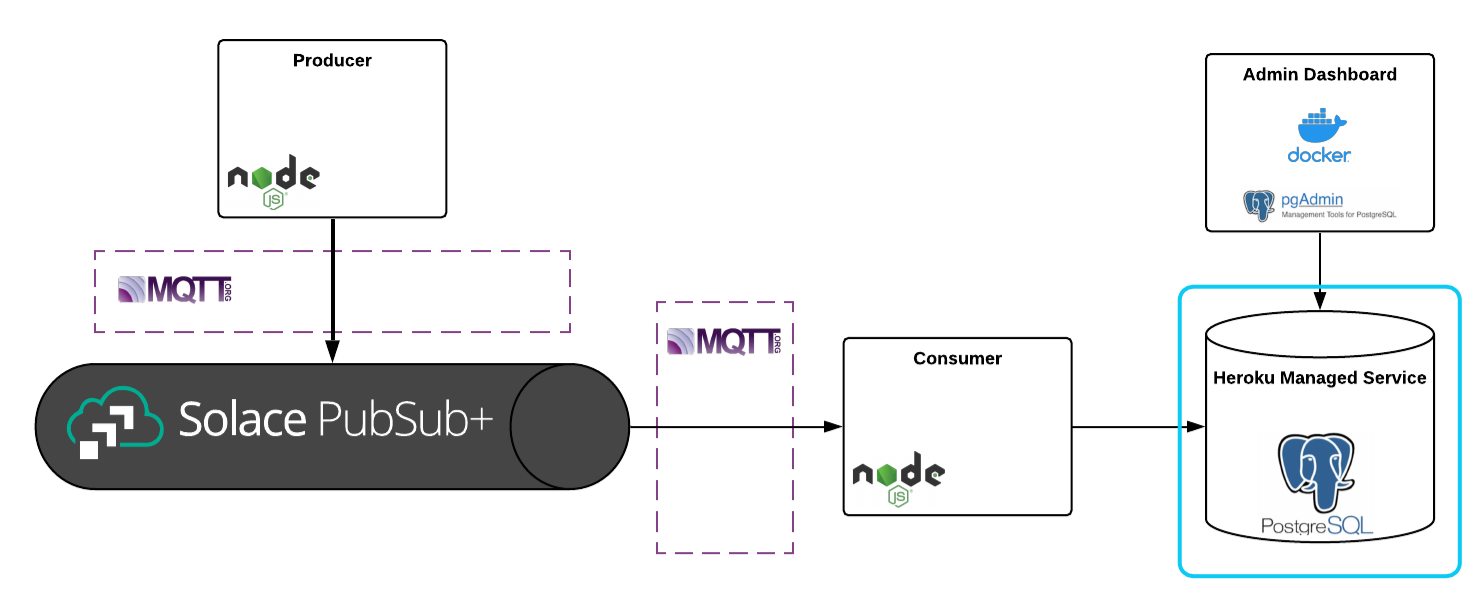 Producer
node
JS
MQTT
.ORG
Solace PubSub+
MQTT
.ORG
Consumer
node
JS
Admin Dashboard
docker
pgAdmin
Management Tools for PostgreSQL
Heroku Managed Service
PostgreSQL